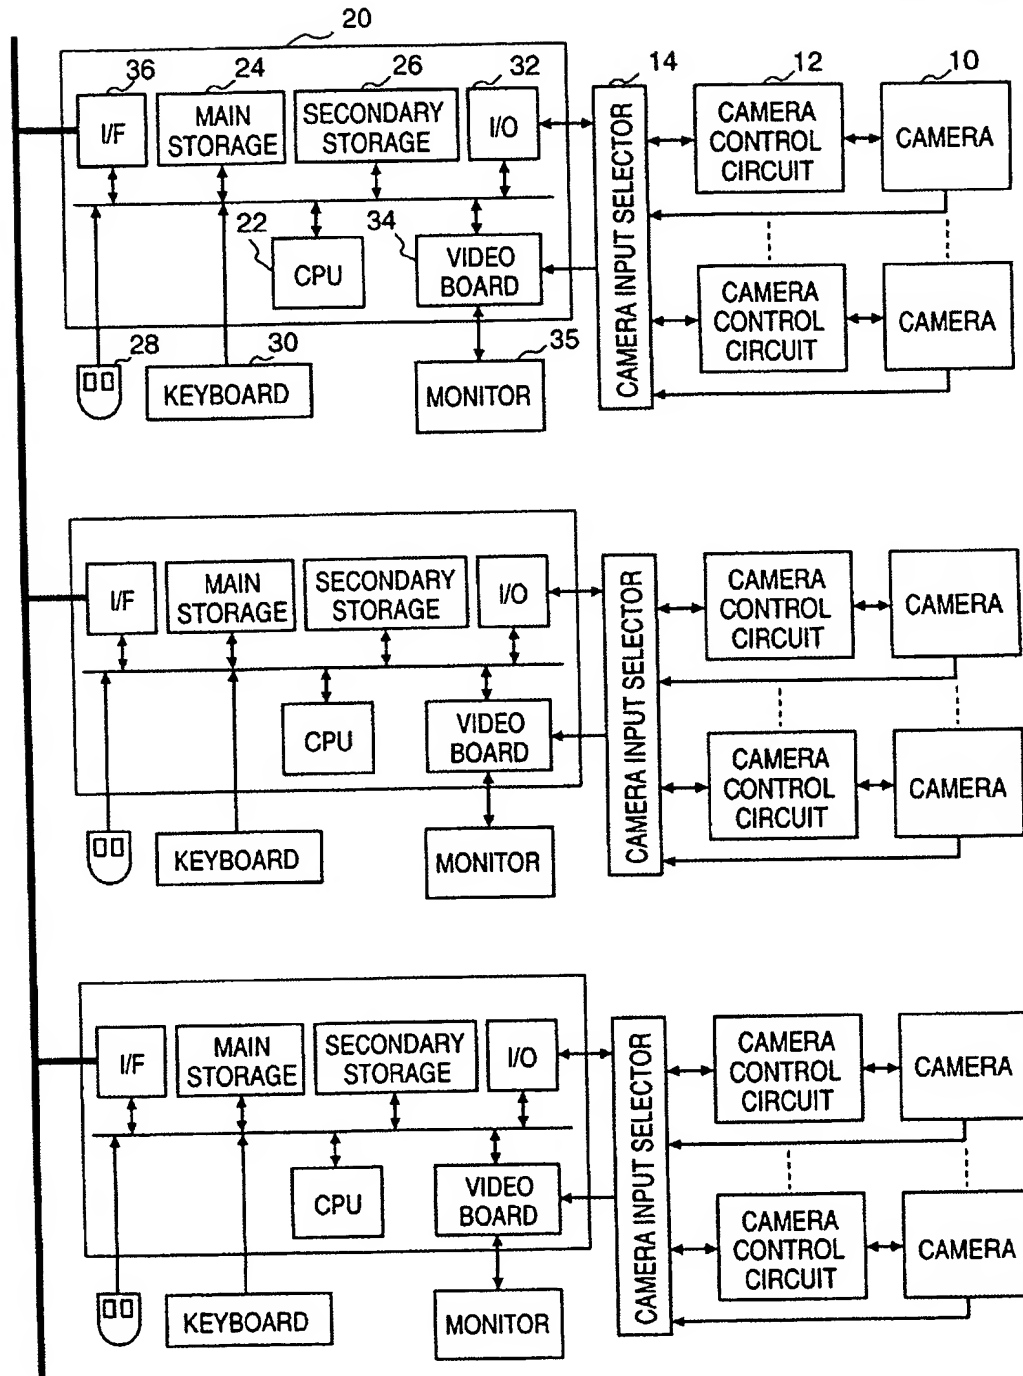 20
36
24
26
32
14
12
10
I/F
MAIN
STORAGE
SECONDARY
STORAGE
I/O
CAMERA INPUT SELECTOR
CAMERA
CONTROL
CIRCUIT
CAMERA
22
CPU
34
VIDEO
BOARD
CAMERA
CONTROL
CIRCUIT
CAMERA
28
30
KEYBOARD
35
MONITOR
I/F
MAIN
STORAGE
SECONDARY
STORAGE
I/O
CAMERA INPUT SELECTOR
CAMERA
CONTROL
CIRCUIT
CAMERA
CPU
VIDEO
BOARD
CAMERA
CONTROL
CIRCUIT
CAMERA
KEYBOARD
MONITOR
I/F
MAIN
STORAGE
SECONDARY
STORAGE
I/O
CAMERA INPUT SELECTOR
CAMERA
CONTROL
CIRCUIT
CAMERA
CPU
VIDEO
BOARD
CAMERA
CONTROL
CIRCUIT
CAMERA
KEYBOARD
MONITOR